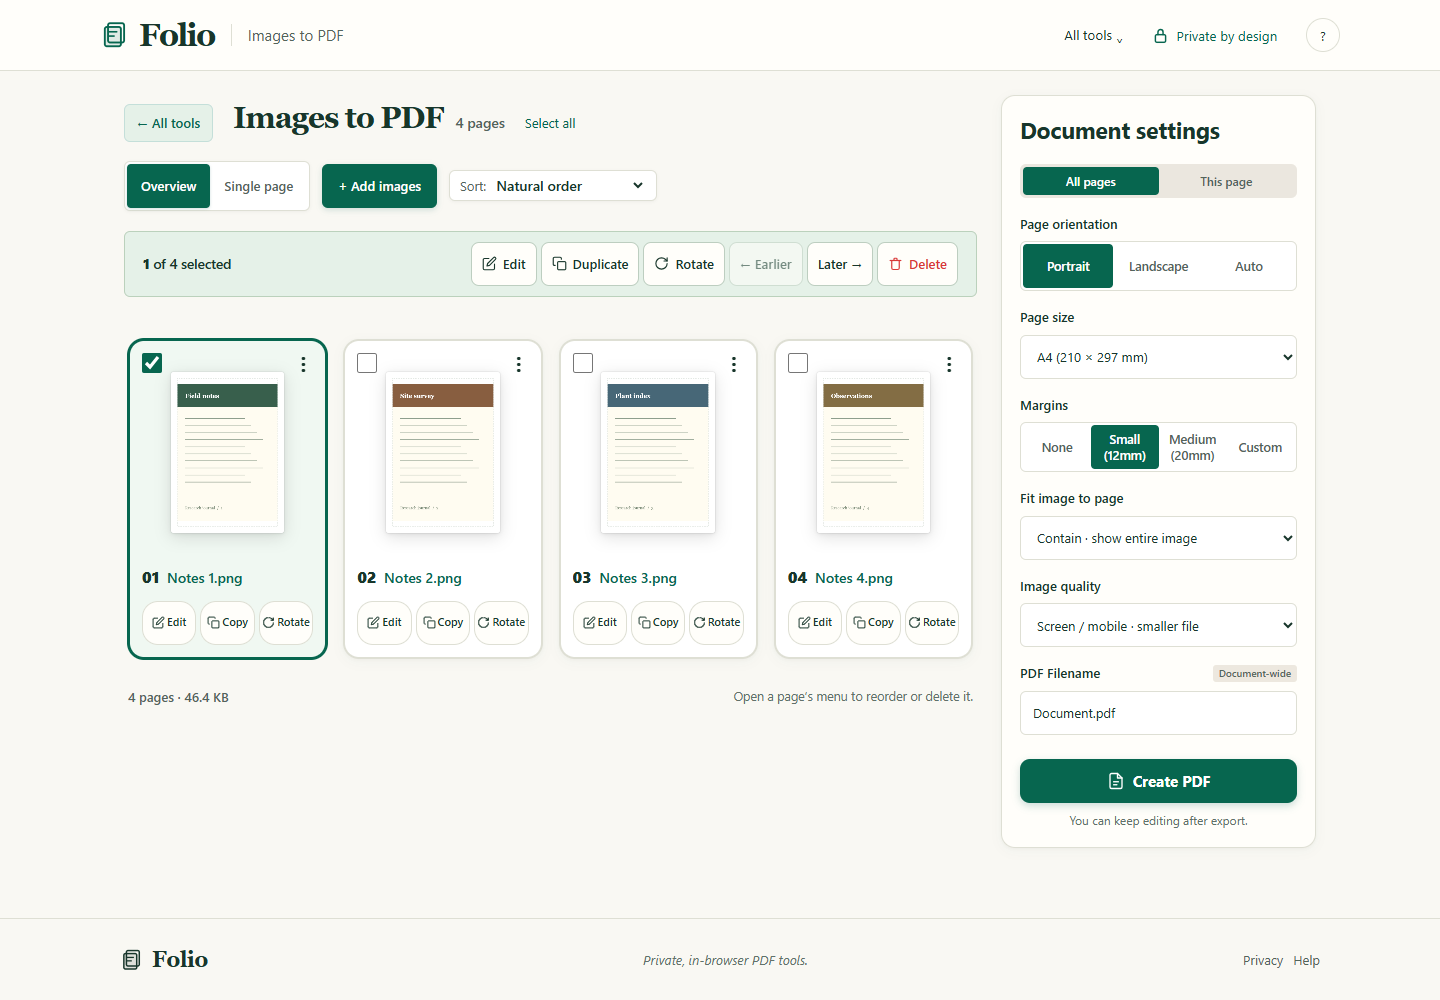 Folio
Images to PDF
All tools
Private by design
?
← All tools
Images to PDF
4 pages
Select all
Overview
Single page
+ Add images
Sort: Natural order
1 of 4 selected
Edit
Duplicate
Rotate
← Earlier
Later →
Delete
Field notes
Site survey
Plant index
Observations
01 Notes 1.png
02 Notes 2.png
03 Notes 3.png
04 Notes 4.png
Edit
Copy
Rotate
Edit
Copy
Rotate
Edit
Copy
Rotate
Edit
Copy
Rotate
4 pages · 46.4 KB
Open a page's menu to reorder or delete it.
Document settings
All pages
This page
Page orientation
Portrait
Landscape
Auto
Page size
A4 (210 × 297 mm)
Margins
None
Small
(12mm)
Medium
(20mm)
Custom
Fit image to page
Contain · show entire image
Image quality
Screen / mobile · smaller file
PDF Filename
Document-wide
Document.pdf
Create PDF
You can keep editing after export.
Folio
Private, in-browser PDF tools.
Privacy
Help